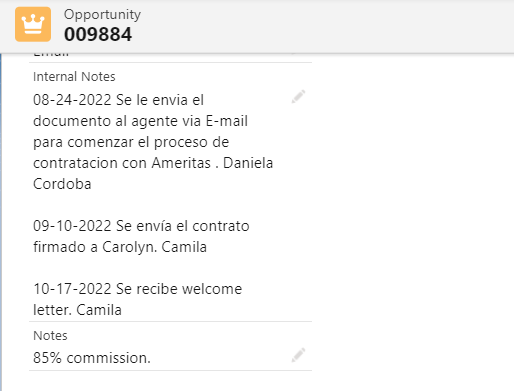 Opportunity
009884
Email
Internal Notes
08-24-2022 Se le envia el
documento al agente via E-mail
para comenzar el proceso de
contratacion con Ameritas . Daniela
Cordoba
09-10-2022 Se envía el contrato
firmado a Carolyn. Camila
10-17-2022 Se recibe welcome
letter. Camila
Notes
85% commission.